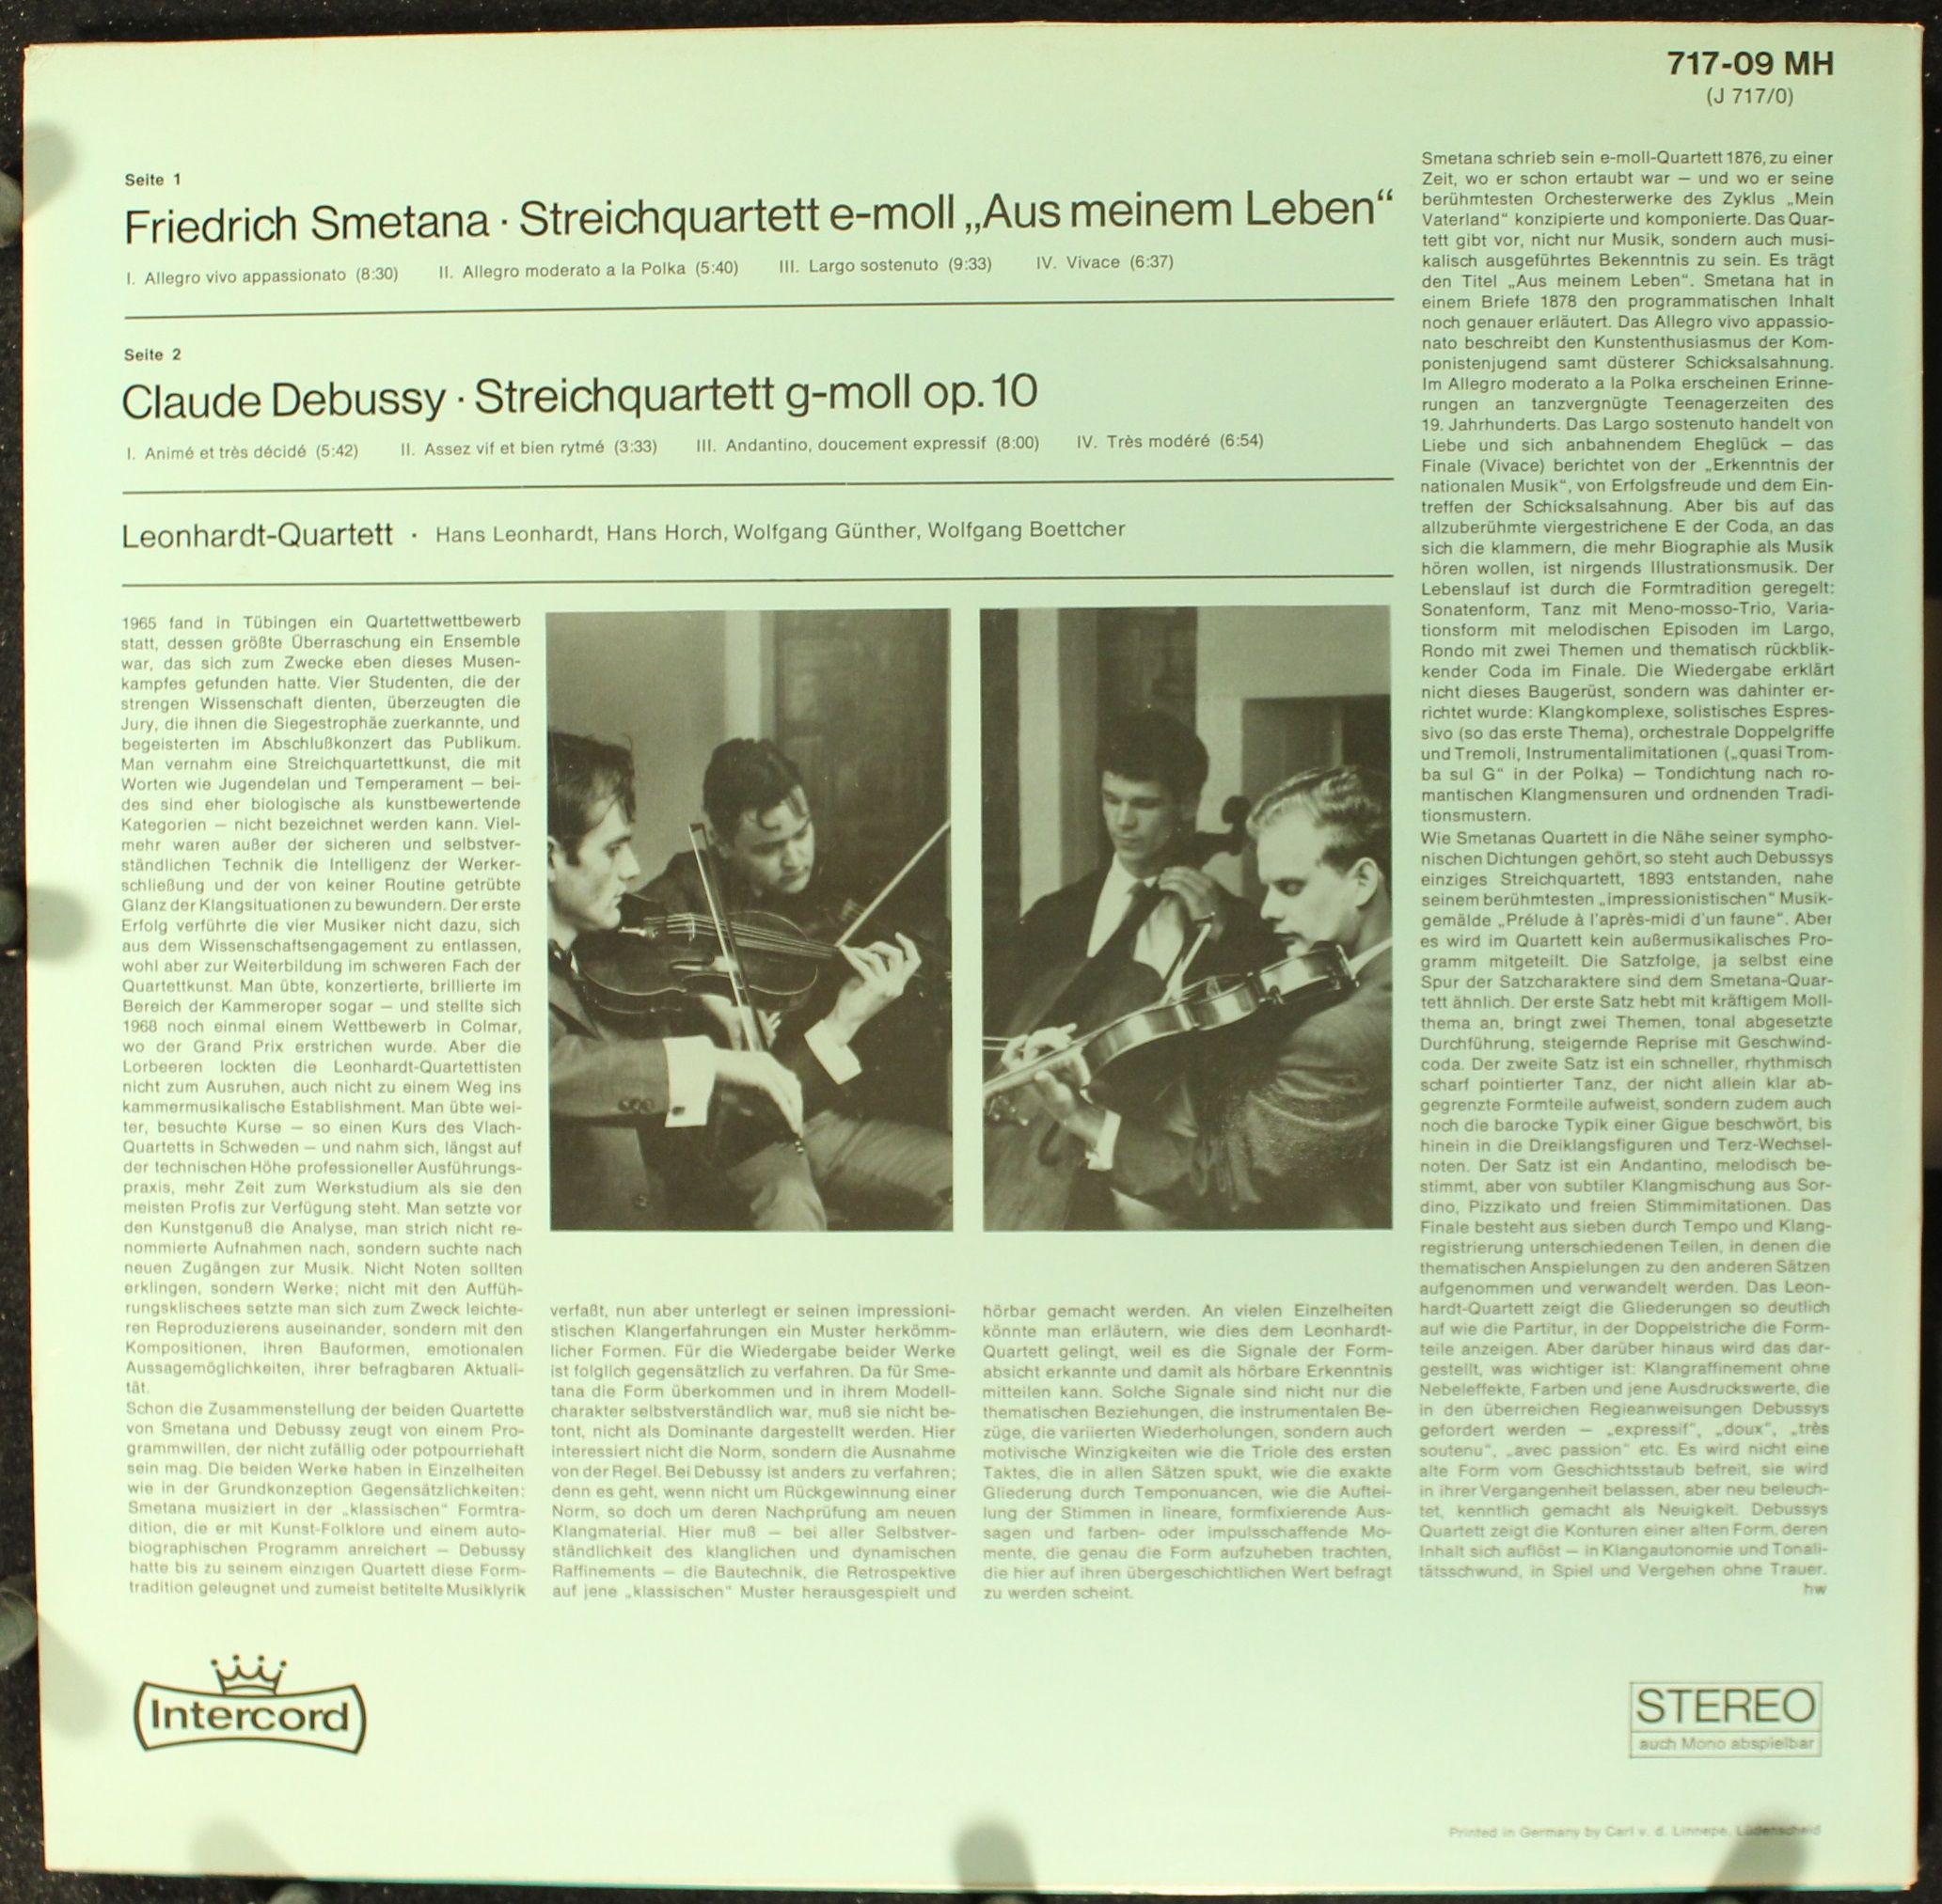 717-09 MH
(J 717/0)
Seite 1
Friedrich Smetana · Streichquartett e-moll „Aus meinem Leben“
I. Allegro vivo appassionato (8:30) II. Allegro moderato a la Polka (5:40) III. Largo sostenuto (9:33) IV. Vivace (6:37)
Seite 2
Claude Debussy · Streichquartett g-moll op. 10
I. Animé et très décidé (5:42) II. Assez vif et bien rytmé (3:33) III. Andantino, doucement expressif (8:00) IV. Très modéré (6:54)
Leonhardt-Quartett · Hans Leonhardt, Hans Horch, Wolfgang Günther, Wolfgang Boettcher
1965 fand in Tübingen ein Quartettwettbewerb
statt, dessen größte Überraschung ein Ensemble
war, das sich zum Zwecke eben dieses Musen-
kampfes gefunden hatte. Vier Studenten, die der
strengen Wissenschaft dienten, überzeugten die
Jury, die ihnen die Siegestrophäe zuerkannte, und
begeisterten im Abschlußkonzert das Publikum.
Man vernahm eine Streichquartettkunst, die mit
Worten wie Jugendelan und Temperament — bei-
des sind eher biologische als kunstbewertende
Kategorien — nicht bezeichnet werden kann. Viel-
mehr waren außer der sicheren und selbstver-
ständlichen Technik die Intelligenz der Werker-
schließung und der von keiner Routine getrübte
Glanz der Klangsituationen zu bewundern. Der erste
Erfolg verführte die vier Musiker nicht dazu, sich
aus dem Wissenschaftsengagement zu entlassen,
wohl aber zur Weiterbildung im schweren Fach der
Quartettkunst. Man übte, konzertierte, brillierte im
Bereich der Kammeroper sogar — und stellte sich
1968 noch einmal einem Wettbewerb in Colmar,
wo der Grand Prix erstrichen wurde. Aber die
Lorbeeren lockten die Leonhardt-Quartettisten
nicht zum Ausruhen, auch nicht zu einem Weg ins
kammermusikalische Establishment. Man übte wei-
ter, besuchte Kurse — so einen Kurs des Vlach-
Quartetts in Schweden — und nahm sich, längst auf
der technischen Höhe professioneller Ausführungs-
praxis, mehr Zeit zum Werkstudium als sie den
meisten Profis zur Verfügung steht. Man setzte vor
den Kunstgenuß die Analyse, man strich nicht re-
nommierte Aufnahmen nach, sondern suchte nach
neuen Zugängen zur Musik. Nicht Noten sollten
erklingen, sondern Werke; nicht mit den Auffüh-
rungsklischees setzte man sich zum Zweck leichte-
ren Reproduzierens auseinander, sondern mit den
Kompositionen, ihren Bauformen, emotionalen
Aussagemöglichkeiten, ihrer befragbaren Aktuali-
tät.
Schon die Zusammenstellung der beiden Quartette
von Smetana und Debussy zeugt von einem Pro-
grammwillen, der nicht zufällig oder potpourriehaft
sein mag. Die beiden Werke haben in Einzelheiten
wie in der Grundkonzeption Gegensätzlichkeiten:
Smetana musiziert in der „klassischen“ Formtra-
dition, die er mit Kunst-Folklore und einem auto-
biographischen Programm anreichert — Debussy
hatte bis zu seinem einzigen Quartett diese Form-
tradition geleugnet und zumeist betitelte Musiklyrik
verfaßt, nun aber unterlegt er seinen impressioni-
stischen Klangerfahrungen ein Muster herkömm-
licher Formen. Für die Wiedergabe beider Werke
ist folglich gegensätzlich zu verfahren. Da für Sme-
tana die Form überkommen und in ihrem Modell-
charakter selbstverständlich war, muß sie nicht be-
tont, nicht als Dominante dargestellt werden. Hier
interessiert nicht die Norm, sondern die Ausnahme
von der Regel. Bei Debussy ist anders zu verfahren;
denn es geht, wenn nicht um Rückgewinnung einer
Norm, so doch um deren Nachprüfung am neuen
Klangmaterial. Hier muß — bei aller Selbstver-
ständlichkeit des klanglichen und dynamischen
Raffinements — die Bautechnik, die Retrospektive
auf jene „klassischen“ Muster herausgespielt und
hörbar gemacht werden. An vielen Einzelheiten
könnte man erläutern, wie dies dem Leonhardt-
Quartett gelingt, weil es die Signale der Form-
absicht erkannte und damit als hörbare Erkenntnis
mitteilen kann. Solche Signale sind nicht nur die
thematischen Beziehungen, die instrumentalen Be-
züge, die variierten Wiederholungen, sondern auch
motivische Winzigkeiten wie die Triole des ersten
Taktes, die in allen Sätzen spukt, wie die exakte
Gliederung durch Temponuancen, wie die Auftei-
lung der Stimmen in lineare, formfixierende Aus-
sagen und farben- oder impulsschaffende Mo-
mente, die genau die Form aufzuheben trachten,
die hier auf ihren übergeschichtlichen Wert befragt
zu werden scheint.
Smetana schrieb sein e-moll-Quartett 1876, zu einer
Zeit, wo er schon ertaubt war — und wo er seine
berühmtesten Orchesterwerke des Zyklus „Mein
Vaterland“ konzipierte und komponierte. Das Quar-
tett gibt vor, nicht nur Musik, sondern auch musi-
kalisch ausgeführtes Bekenntnis zu sein. Es trägt
den Titel „Aus meinem Leben“. Smetana hat in
einem Briefe 1878 den programmatischen Inhalt
noch genauer erläutert. Das Allegro vivo appassio-
nato beschreibt den Kunstenthusiasmus der Kom-
ponistenjugend samt düsterer Schicksalsahnung.
Im Allegro moderato a la Polka erscheinen Erinne-
rungen an tanzvergnügte Teenagerzeiten des
19. Jahrhunderts. Das Largo sostenuto handelt von
Liebe und sich anbahnendem Eheglück — das
Finale (Vivace) berichtet von der „Erkenntnis der
nationalen Musik“, von Erfolgsfreude und dem Ein-
treffen der Schicksalsahnung. Aber bis auf das
allzuberühmte viergestrichene E der Coda, an das
sich die klammern, die mehr Biographie als Musik
hören wollen, ist nirgends Illustrationsmusik. Der
Lebenslauf ist durch die Formtradition geregelt:
Sonatenform, Tanz mit Meno-mosso-Trio, Varia-
tionsform mit melodischen Episoden im Largo,
Rondo mit zwei Themen und thematisch rückblik-
kender Coda im Finale. Die Wiedergabe erklärt
nicht dieses Baugerüst, sondern was dahinter er-
richtet wurde: Klangkomplexe, solistisches Espres-
sivo (so das erste Thema), orchestrale Doppelgriffe
und Tremoli, Instrumentalimitationen („quasi Trom-
ba sul G“ in der Polka) — Tondichtung nach ro-
mantischen Klangmensuren und ordnenden Tradi-
tionsmustern.
Wie Smetanas Quartett in die Nähe seiner sympho-
nischen Dichtungen gehört, so steht auch Debussys
einziges Streichquartett, 1893 entstanden, nahe
seinem berühmtesten „impressionistischen“ Musik-
gemälde „Prélude à l'après-midi d'un faune“. Aber
es wird im Quartett kein außermusikalisches Pro-
gramm mitgeteilt. Die Satzfolge, ja selbst eine
Spur der Satzcharaktere sind dem Smetana-Quar-
tett ähnlich. Der erste Satz hebt mit kräftigem Moll-
thema an, bringt zwei Themen, tonal abgesetzte
Durchführung, steigernde Reprise mit Geschwind-
coda. Der zweite Satz ist ein schneller, rhythmisch
scharf pointierter Tanz, der nicht allein klar ab-
gegrenzte Formteile aufweist, sondern zudem auch
noch die barocke Typik einer Gigue beschwört, bis
hinein in die Dreiklangsfiguren und Terz-Wechsel-
noten. Der Satz ist ein Andantino, melodisch be-
stimmt, aber von subtiler Klangmischung aus Sor-
dino, Pizzikato und freien Stimmimitationen. Das
Finale besteht aus sieben durch Tempo und Klang-
registrierung unterschiedenen Teilen, in denen die
thematischen Anspielungen zu den anderen Sätzen
aufgenommen und verwandelt werden. Das Leon-
hardt-Quartett zeigt die Gliederungen so deutlich
auf wie die Partitur, in der Doppelstriche die Form-
teile anzeigen. Aber darüber hinaus wird das dar-
gestellt, was wichtiger ist: Klangraffinement ohne
Nebeleffekte, Farben und jene Ausdruckswerte, die
in den überreichen Regieanweisungen Debussys
gefordert werden — „expressif“, „doux“, „très
soutenu“, „avec passion“ etc. Es wird nicht eine
alte Form vom Geschichtsstaub befreit, sie wird
in ihrer Vergangenheit belassen, aber neu beleuch-
tet, kenntlich gemacht als Neuigkeit. Debussys
Quartett zeigt die Konturen einer alten Form, deren
Inhalt sich auflöst — in Klangautonomie und Tonali-
tätsschwund, in Spiel und Vergehen ohne Trauer.
hw
Intercord
STEREO
auch Mono abspielbar
Printed in Germany by Carl v. d. Linnepe, Lüdenscheid